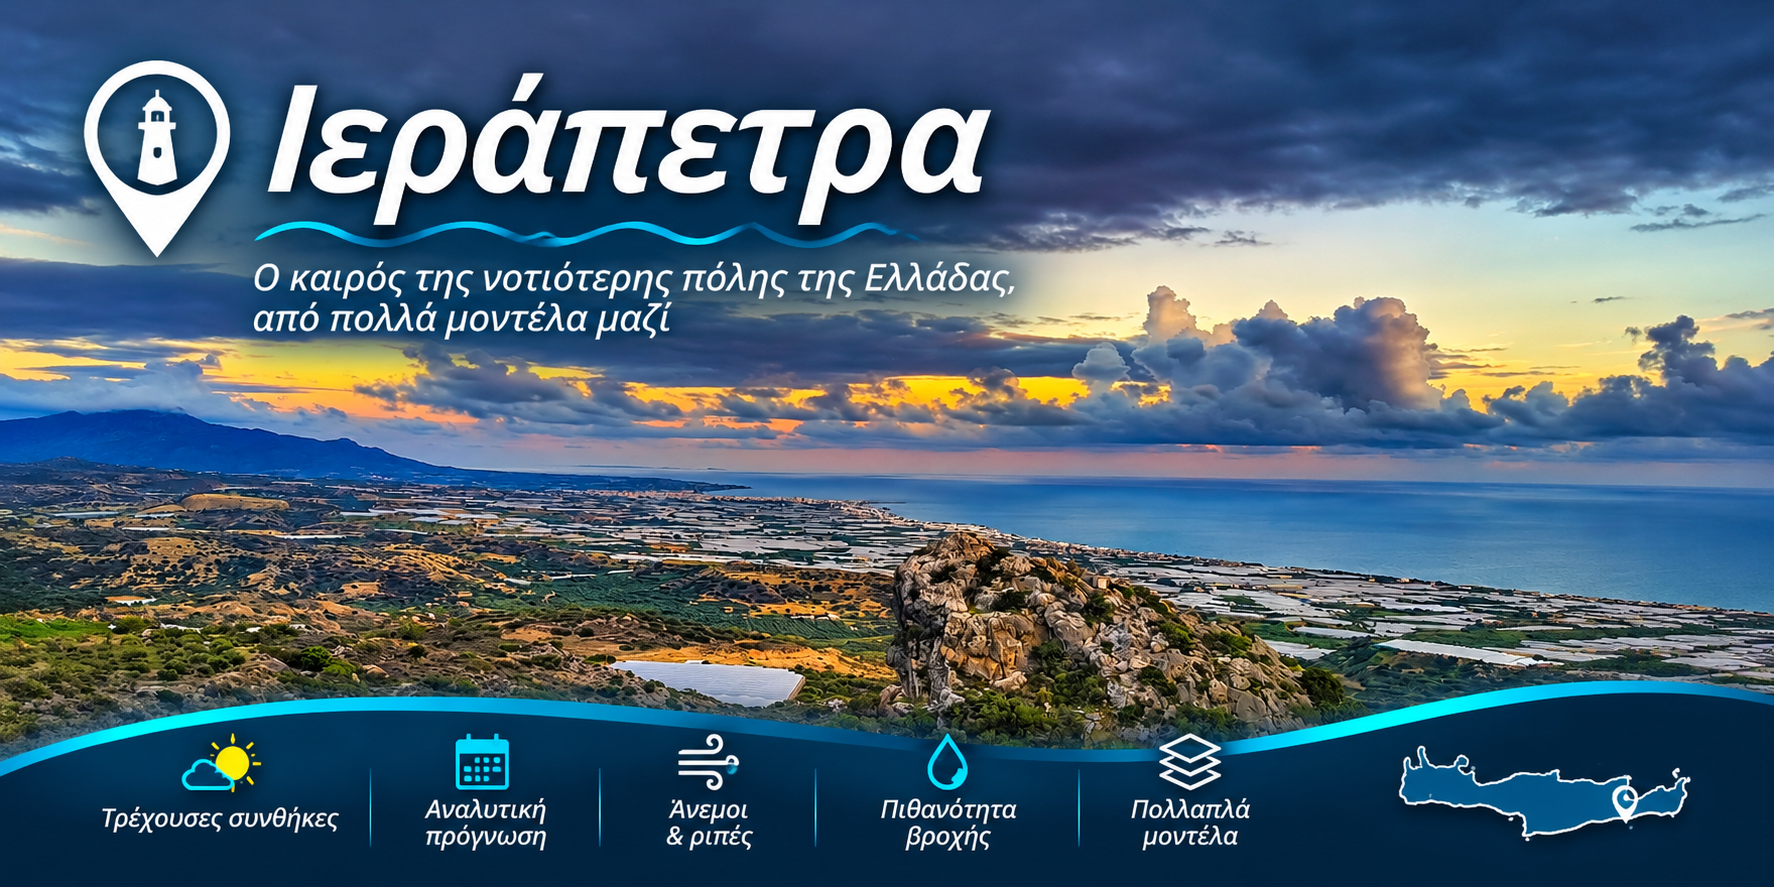 Ιεράπετρα
Ο καιρός της νοτιότερης πόλης της Ελλάδας,
από πολλά μοντέλα μαζί
Τρέχουσες συνθήκες
Αναλυτική
πρόγνωση
Άνεμοι
& ριπές
Πιθανότητα
βροχής
Πολλαπλά
μοντέλα